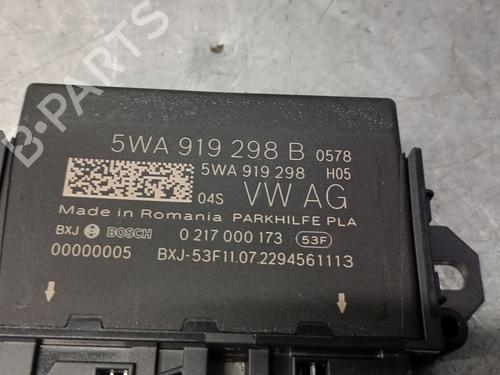 5WA 919 298 B 0578
5WA 919 298 H05
04S VW AG
Made in Romania PARKHILFE PLA
BXJ BOSCH 0 217 000 173 53F
00000005 BXJ-53F11.07.2294561113
B-PARTS
B-PARTS